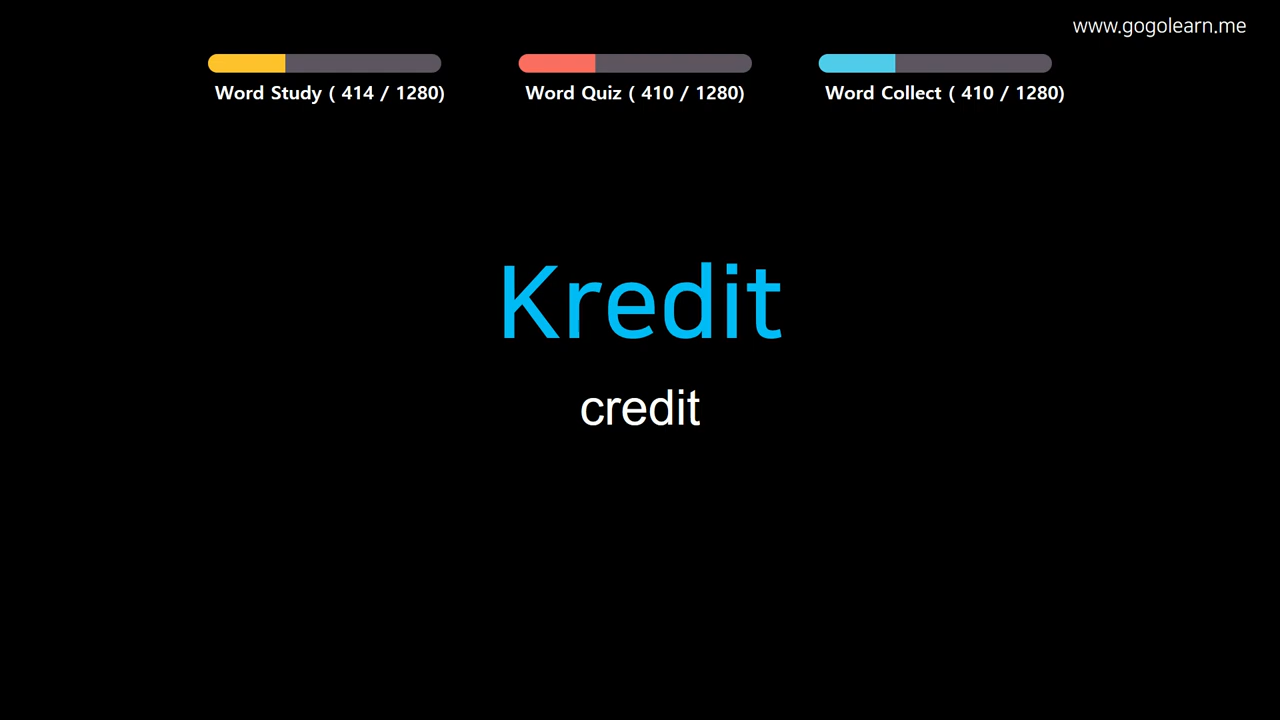 www.gogolearn.me
Word Study ( 414 / 1280)
Word Quiz ( 410 / 1280)
Word Collect ( 410 / 1280)
Kredit
credit